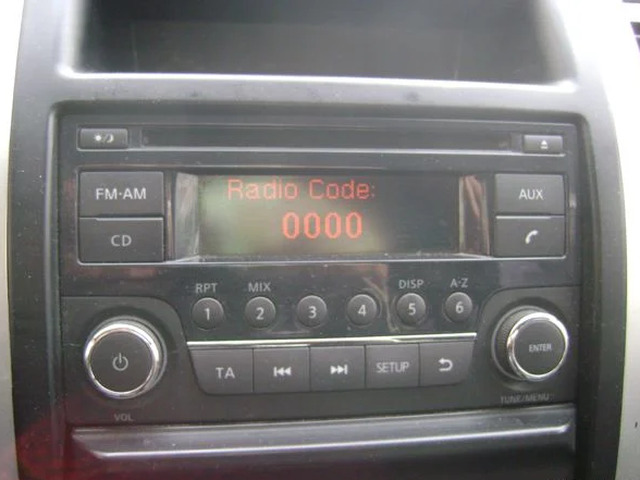 FM·AM
CD
Radio Code:
0000
AUX
RPT MIX DISP A·Z
1 2 3 4 5 6
TA SETUP
ENTER
VOL
TUNE/MENU